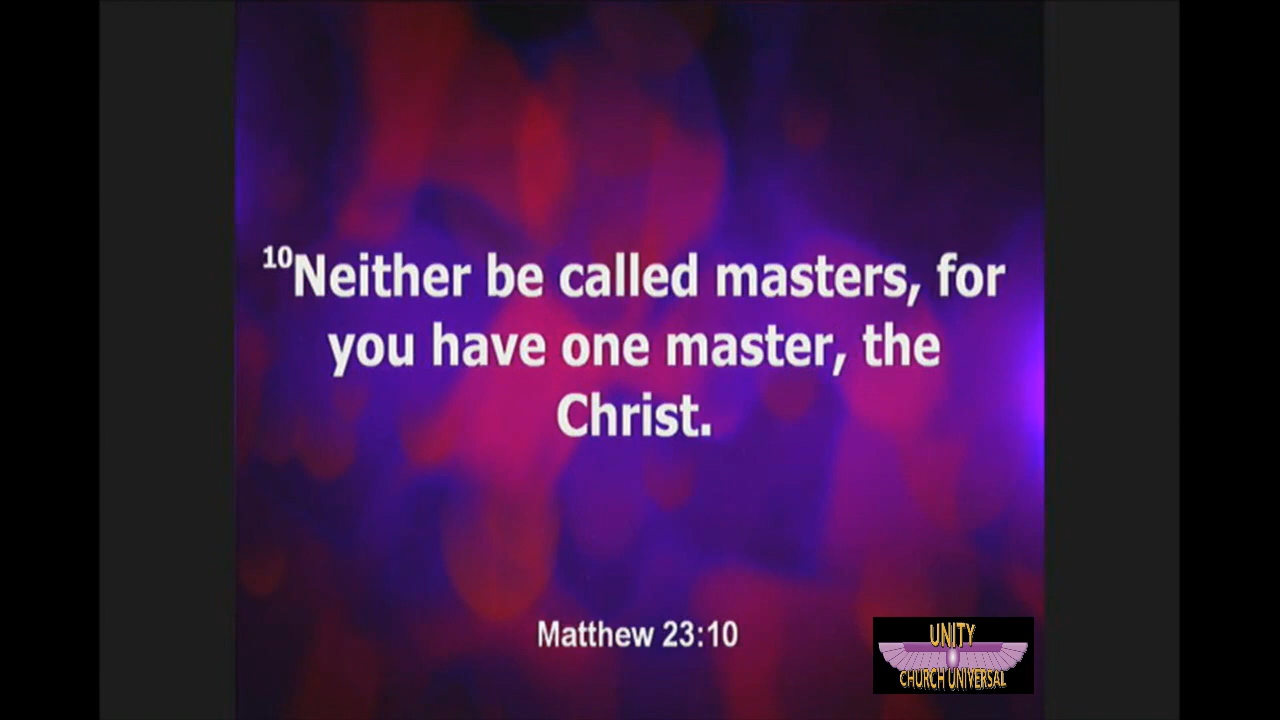 10Neither be called masters, for
you have one master, the
Christ.
Matthew 23:10
UNITY
CHURCH UNIVERSAL